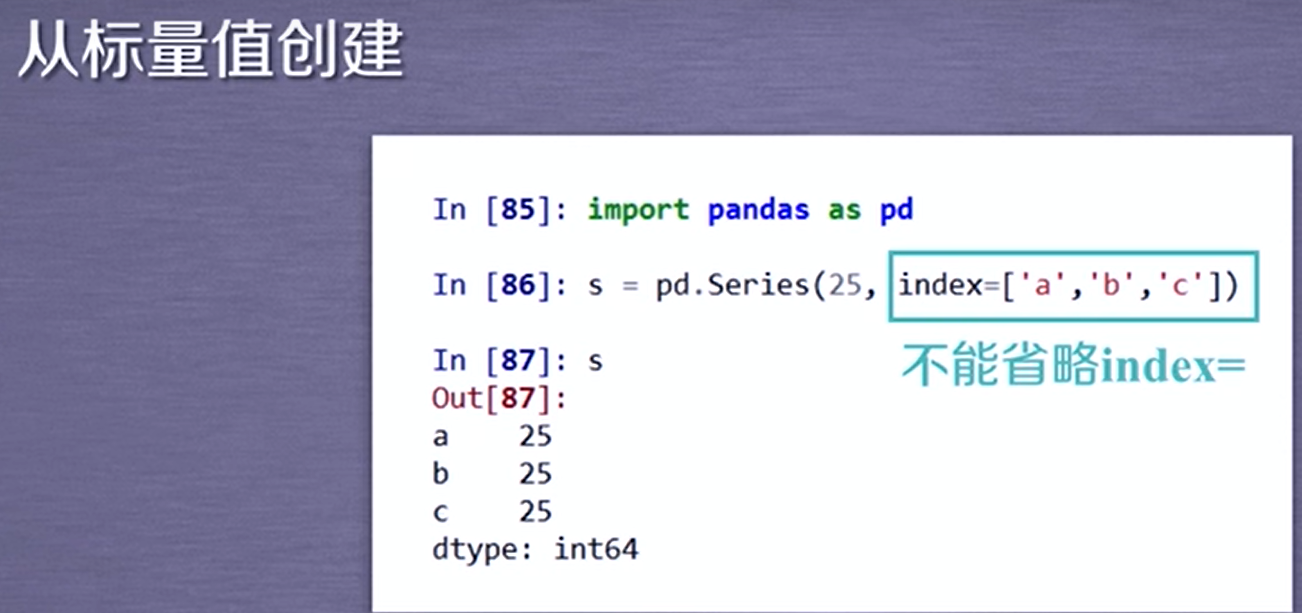 从标量值创建
In [85]: import pandas as pd
In [86]: s = pd.Series(25, index=['a','b','c'])
不能省略index=
In [87]: s
Out[87]:
a    25
b    25
c    25
dtype: int64